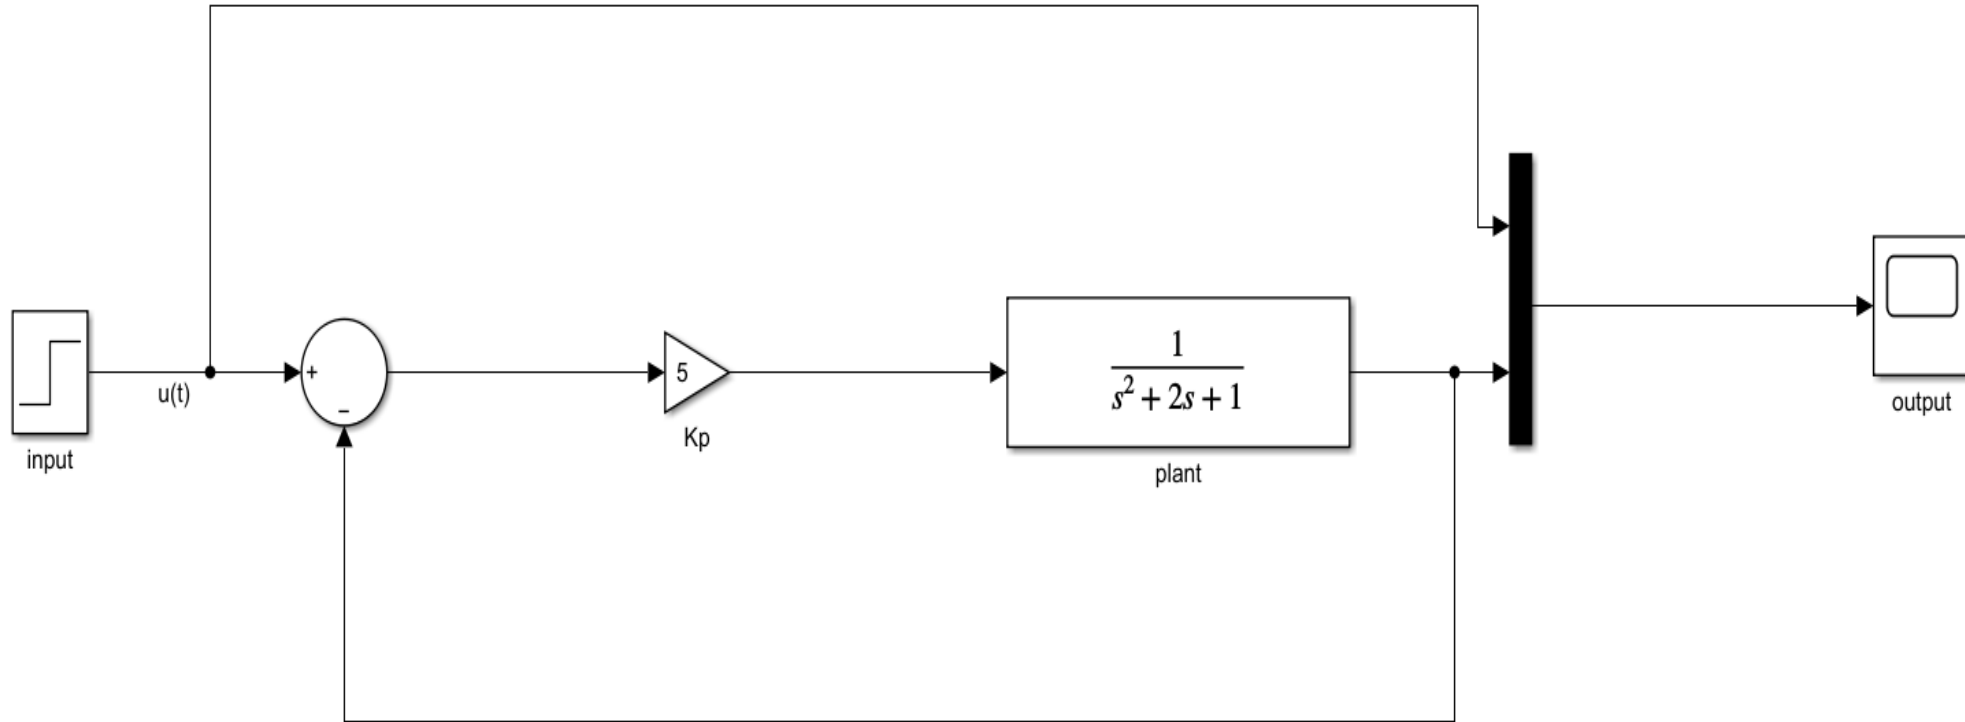 u(t)
input
+
−
5
Kp
1
s² + 2s + 1
plant
output